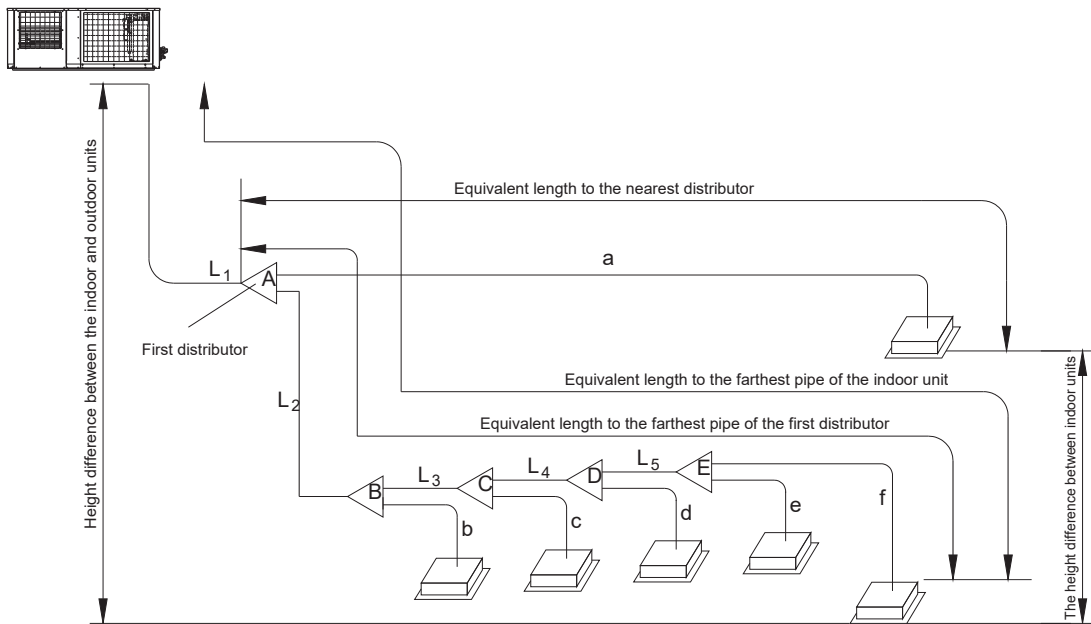 Height difference between the indoor and outdoor units
Equivalent length to the nearest distributor
a
L1
A
First distributor
Equivalent length to the farthest pipe of the indoor unit
L2
Equivalent length to the farthest pipe of the first distributor
The height difference between indoor units
L3
L4
L5
B
C
D
E
b
c
d
e
f